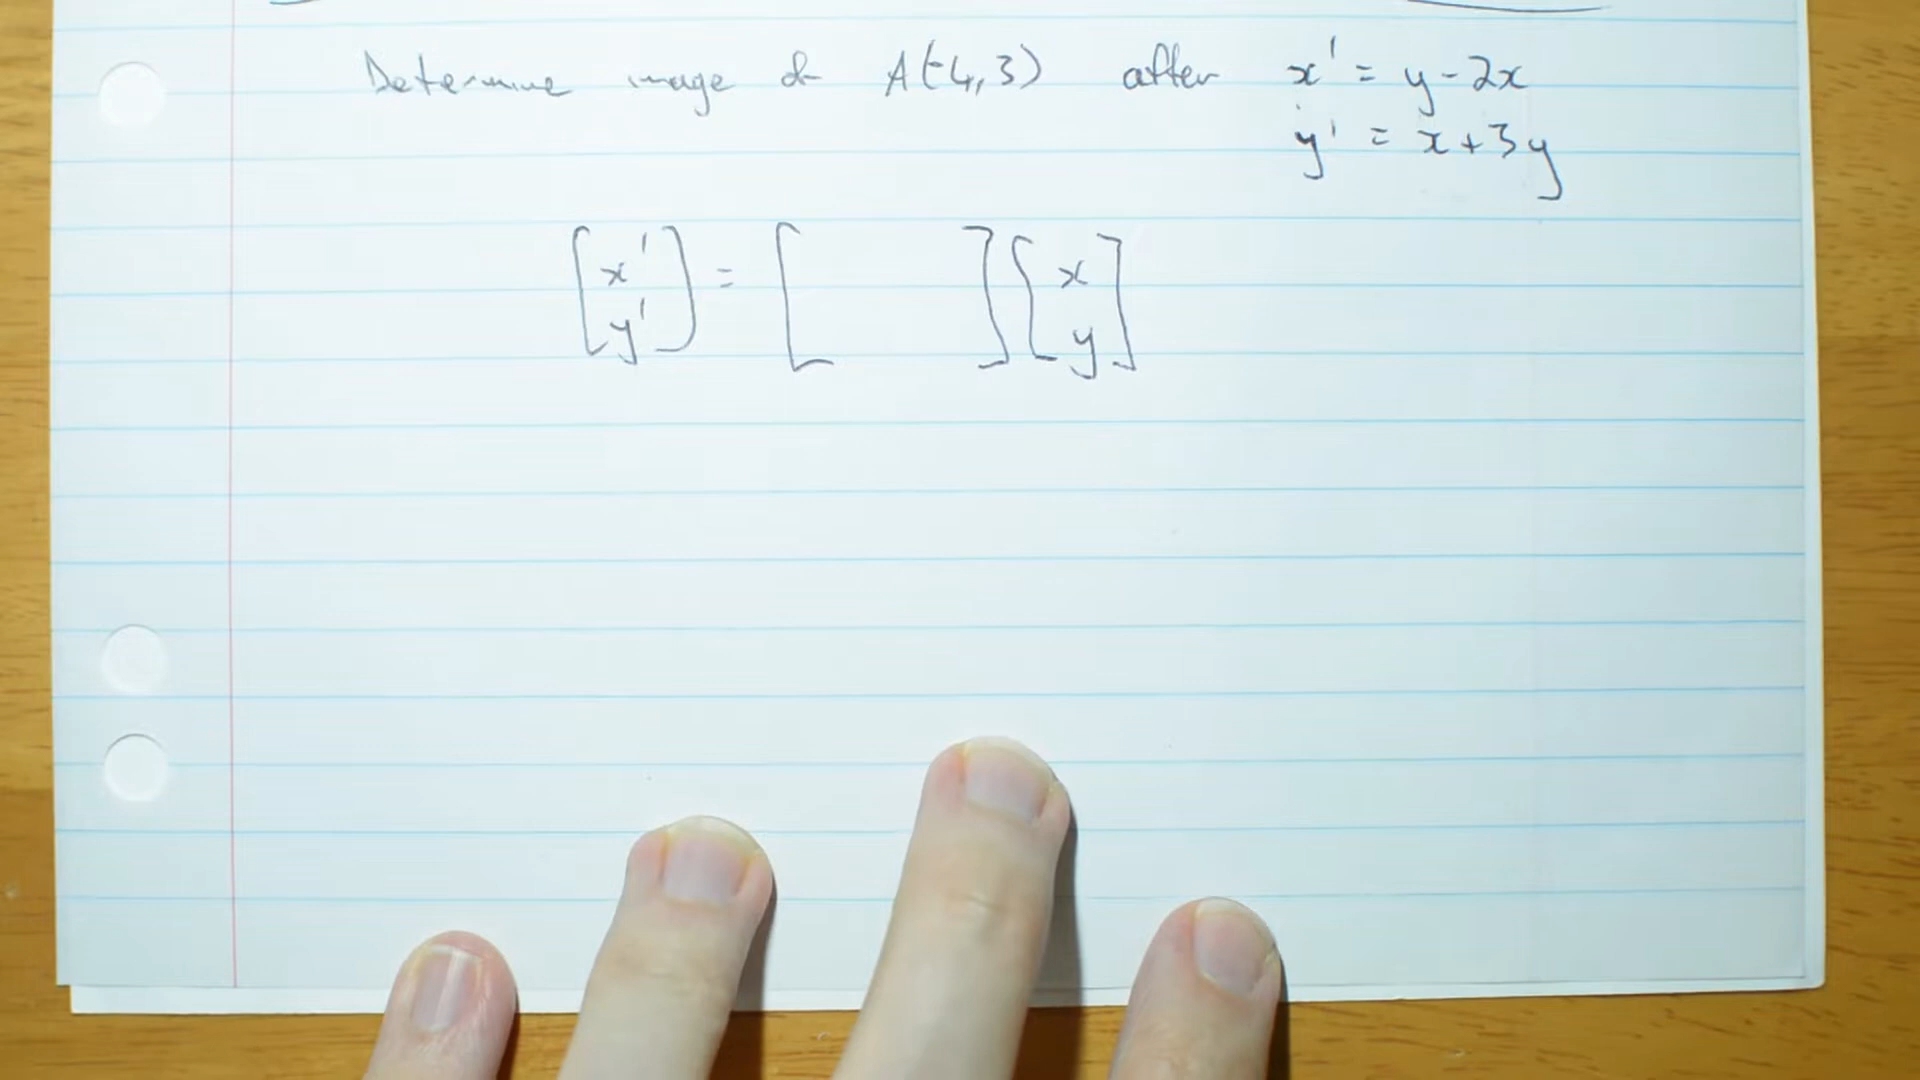 Determine image of A(-4,3) after x' = y-2x
y' = x+3y
[x' y'] = [ ] [x y]